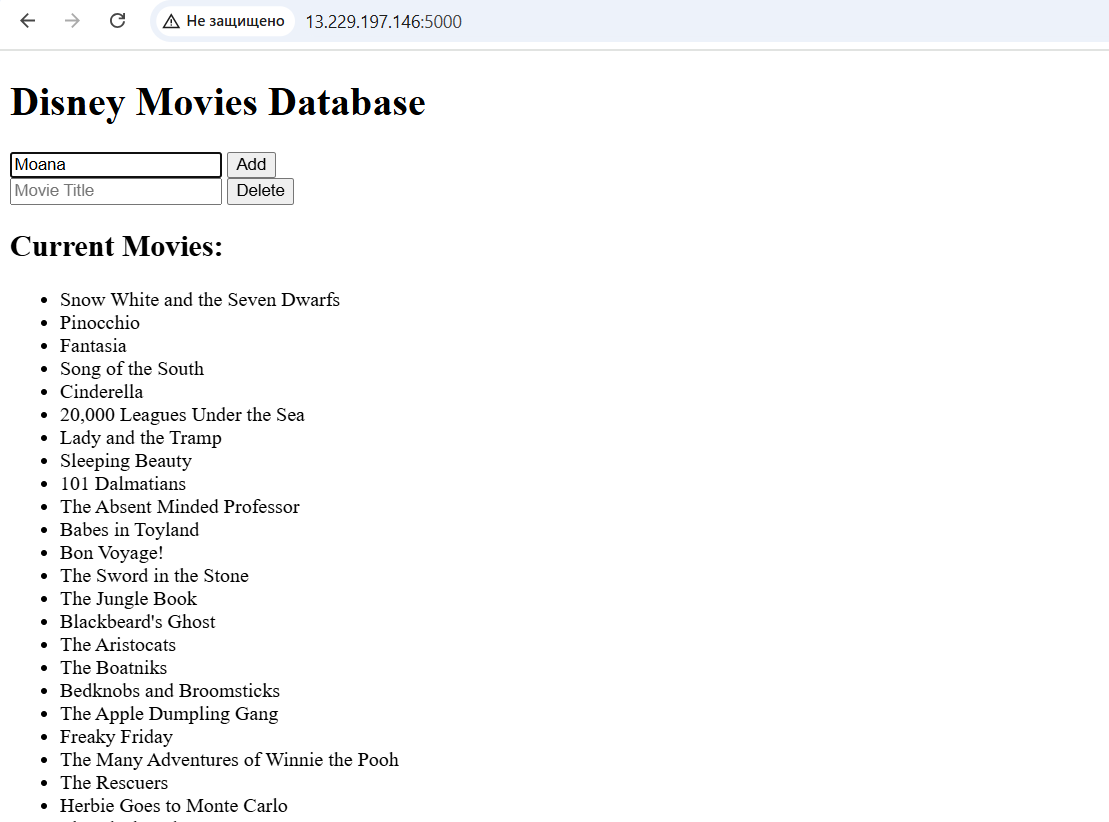 Не защищено 13.229.197.146:5000
Disney Movies Database
Moana Add
Movie Title Delete
Current Movies:
Snow White and the Seven Dwarfs
Pinocchio
Fantasia
Song of the South
Cinderella
20,000 Leagues Under the Sea
Lady and the Tramp
Sleeping Beauty
101 Dalmatians
The Absent Minded Professor
Babes in Toyland
Bon Voyage!
The Sword in the Stone
The Jungle Book
Blackbeard's Ghost
The Aristocats
The Boatniks
Bedknobs and Broomsticks
The Apple Dumpling Gang
Freaky Friday
The Many Adventures of Winnie the Pooh
The Rescuers
Herbie Goes to Monte Carlo